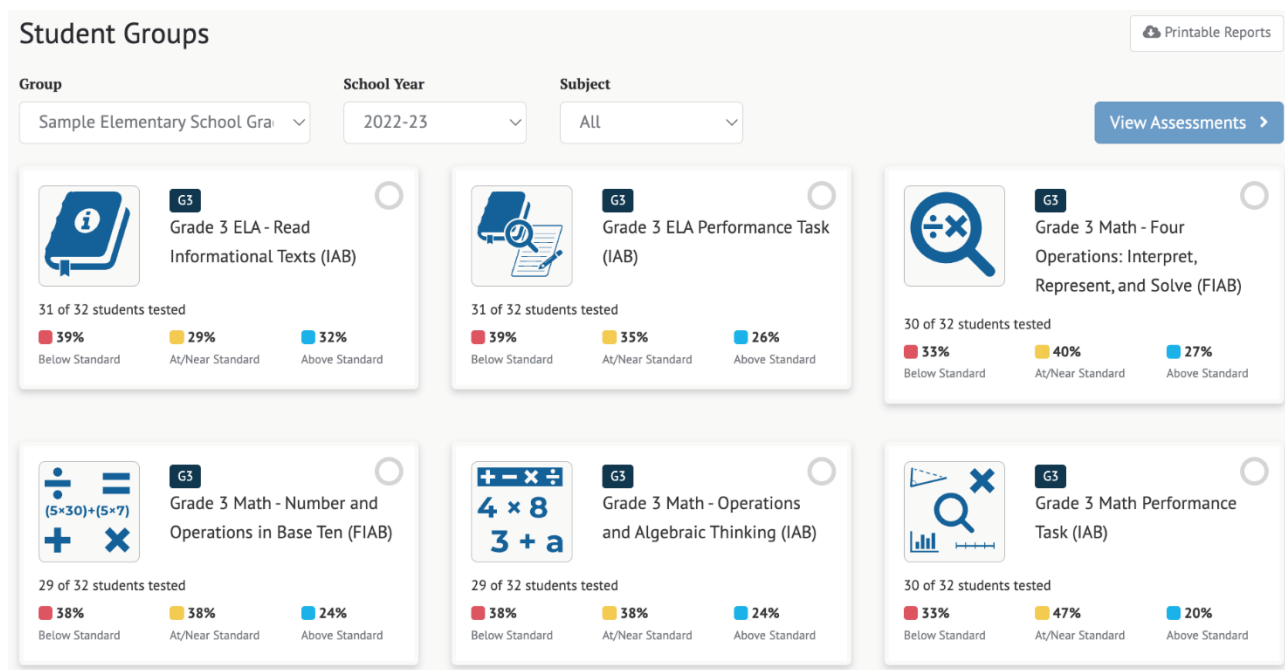 Student Groups
Printable Reports
Group
School Year
Subject
Sample Elementary School Gra
2022-23
All
View Assessments
G3
Grade 3 ELA - Read
Informational Texts (IAB)
31 of 32 students tested
39%
29%
32%
Below Standard
At/Near Standard
Above Standard
G3
Grade 3 ELA Performance Task
(IAB)
31 of 32 students tested
39%
35%
26%
Below Standard
At/Near Standard
Above Standard
÷×
G3
Grade 3 Math - Four
Operations: Interpret,
Represent, and Solve (FIAB)
30 of 32 students tested
33%
40%
27%
Below Standard
At/Near Standard
Above Standard
÷ =
(5×30)+(5×7)
+ ×
G3
Grade 3 Math - Number and
Operations in Base Ten (FIAB)
29 of 32 students tested
38%
38%
24%
Below Standard
At/Near Standard
Above Standard
+ − × ÷
4 × 8
3 + a
G3
Grade 3 Math - Operations
and Algebraic Thinking (IAB)
29 of 32 students tested
38%
38%
24%
Below Standard
At/Near Standard
Above Standard
G3
Grade 3 Math Performance
Task (IAB)
30 of 32 students tested
33%
47%
20%
Below Standard
At/Near Standard
Above Standard